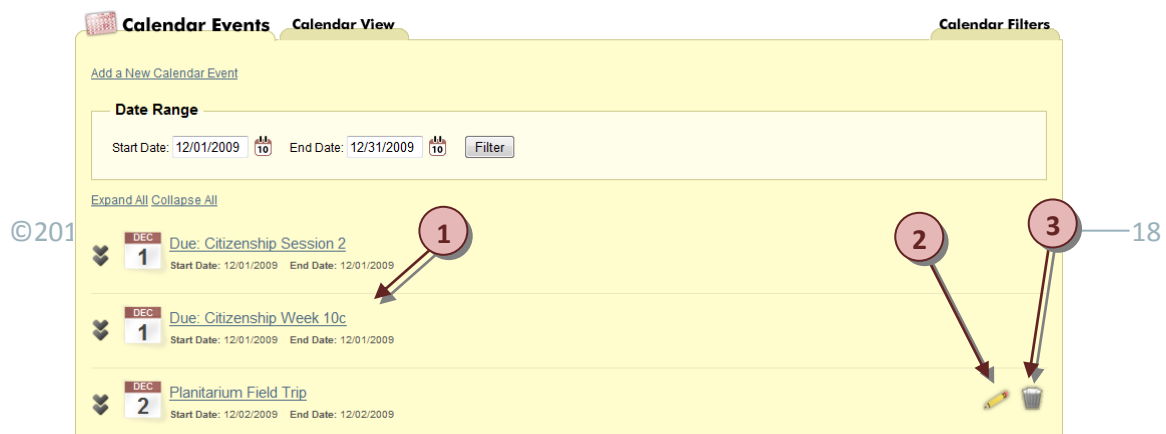 Calendar Events Calendar View Calendar Filters
Add a New Calendar Event
Date Range
Start Date: 12/01/2009 10 End Date: 12/31/2009 10 Filter
Expand All Collapse All
©201 1 2 3 18
DEC
1
Due: Citizenship Session 2
Start Date: 12/01/2009 End Date: 12/01/2009
DEC
1
Due: Citizenship Week 10c
Start Date: 12/01/2009 End Date: 12/01/2009
DEC
2
Planitarium Field Trip
Start Date: 12/02/2009 End Date: 12/02/2009